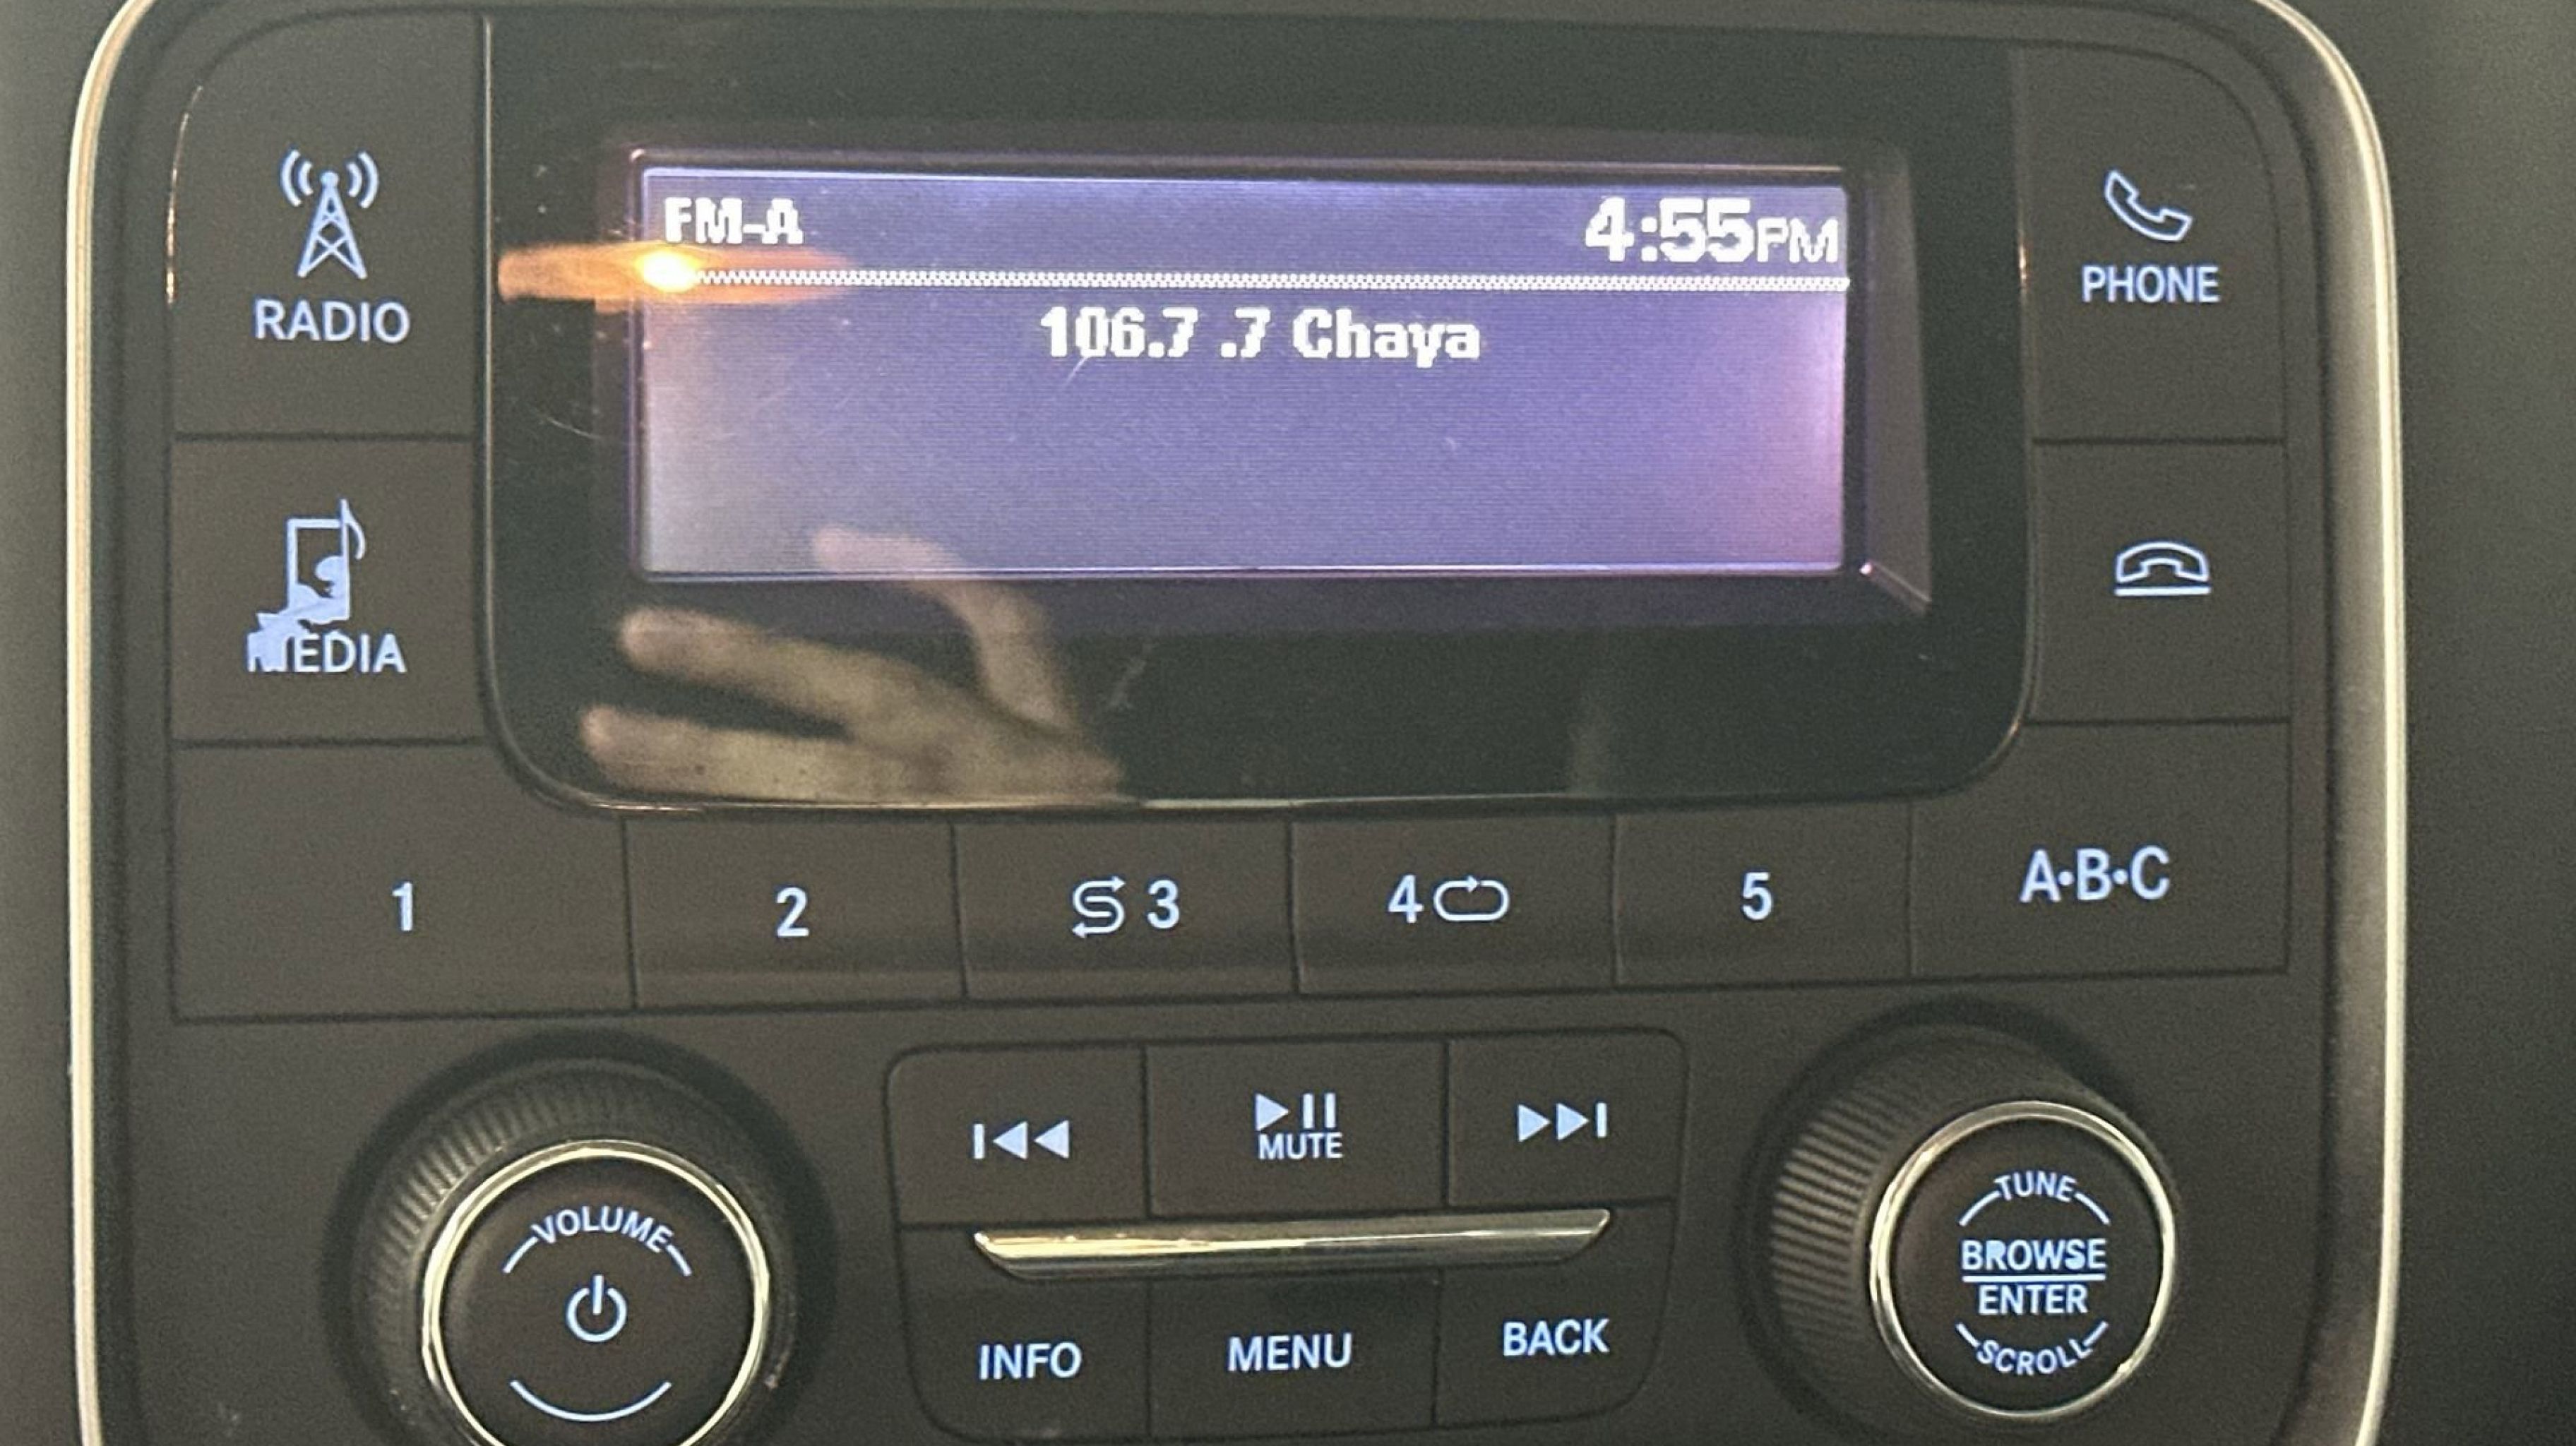 FM-A 4:55PM
106.7 .7 Chaya
RADIO
PHONE
MEDIA
1 2 3 4 5 A•B•C
MUTE
VOLUME
INFO MENU BACK
TUNE
BROWSE
ENTER
SCROLL